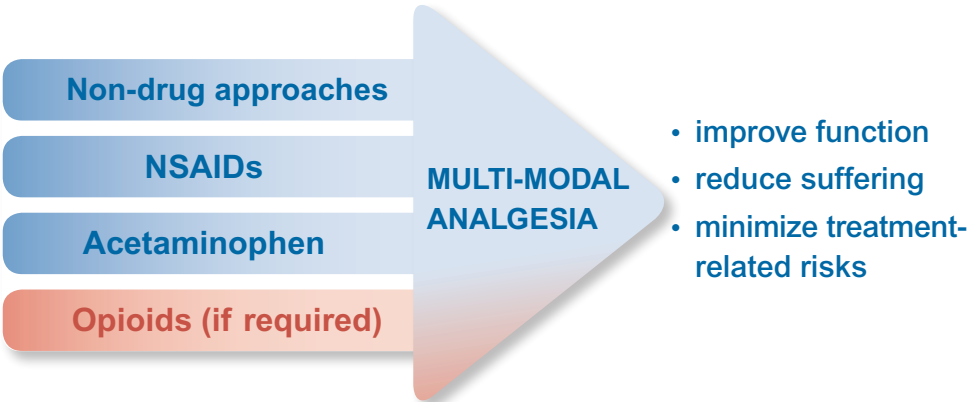 Non-drug approaches
NSAIDs
Acetaminophen
Opioids (if required)
MULTI-MODAL
ANALGESIA
• improve function
• reduce suffering
• minimize treatment-
related risks